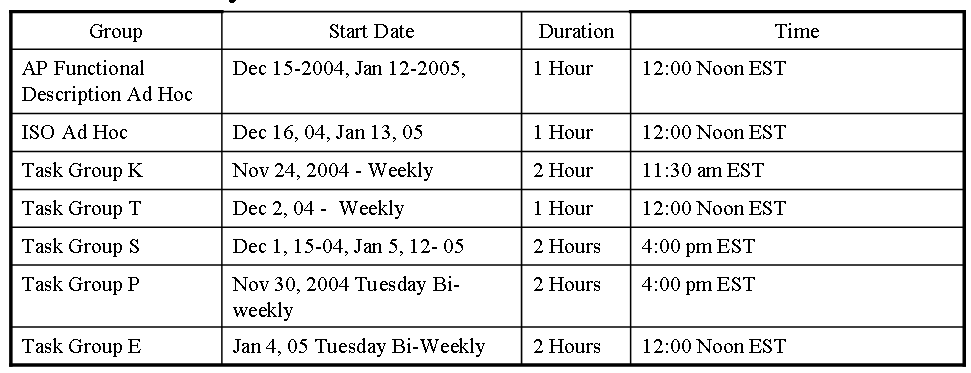 Group Start Date Duration Time
AP Functional Dec 15-2004, Jan 12-2005, 1 Hour 12:00 Noon EST
Description Ad Hoc
ISO Ad Hoc Dec 16, 04, Jan 13, 05 1 Hour 12:00 Noon EST
Task Group K Nov 24, 2004 - Weekly 2 Hour 11:30 am EST
Task Group T Dec 2, 04 - Weekly 1 Hour 12:00 Noon EST
Task Group S Dec 1, 15-04, Jan 5, 12- 05 2 Hours 4:00 pm EST
Task Group P Nov 30, 2004 Tuesday Bi- 2 Hours 4:00 pm EST
weekly
Task Group E Jan 4, 05 Tuesday Bi-Weekly 2 Hours 12:00 Noon EST